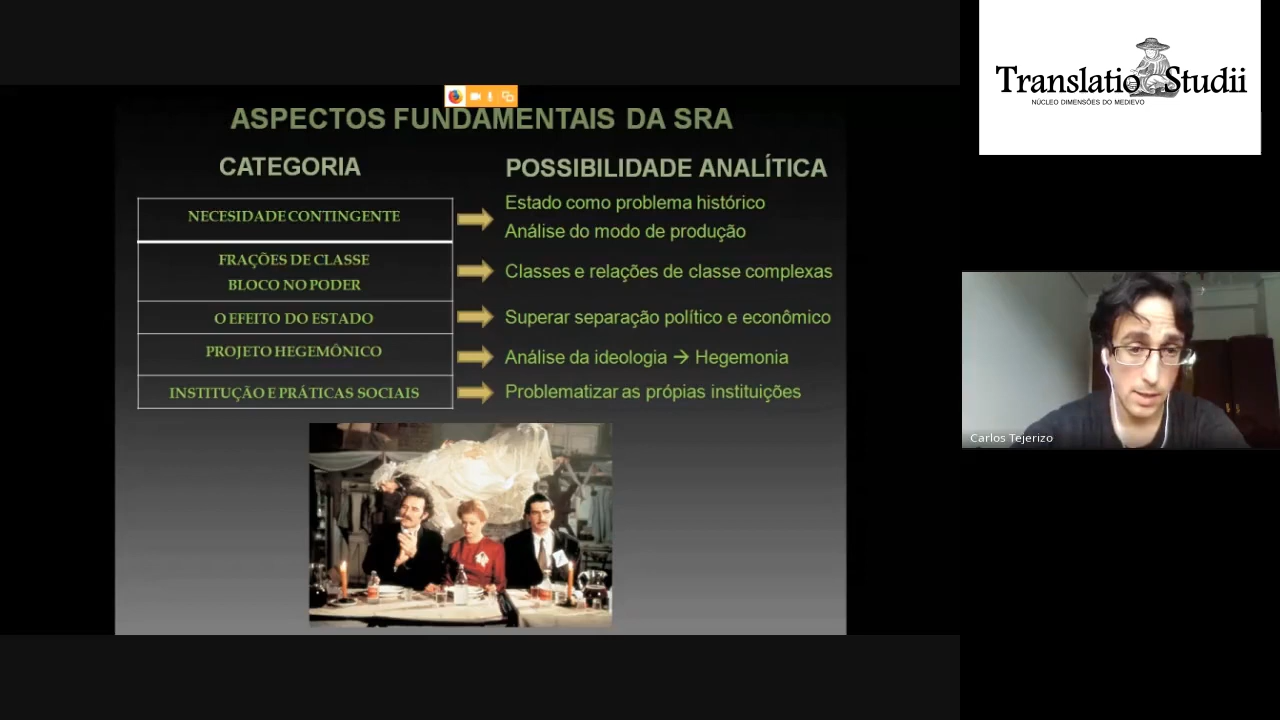 ASPECTOS FUNDAMENTAIS DA SRA
CATEGORIA
POSSIBILIDADE ANALÍTICA
NECESIDADE CONTINGENTE
Estado como problema histórico
Análise do modo de produção
FRAÇÕES DE CLASSE
BLOCO NO PODER
Classes e relações de classe complexas
O EFEITO DO ESTADO
Superar separação político e econômico
PROJETO HEGEMÔNICO
Análise da ideologia → Hegemonia
INSTITUÇÃO E PRÁTICAS SOCIAIS
Problematizar as própias instituições
Translatio Studii
NÚCLEO DIMENSÕES DO MEDIEVO
Carlos Tejerizo